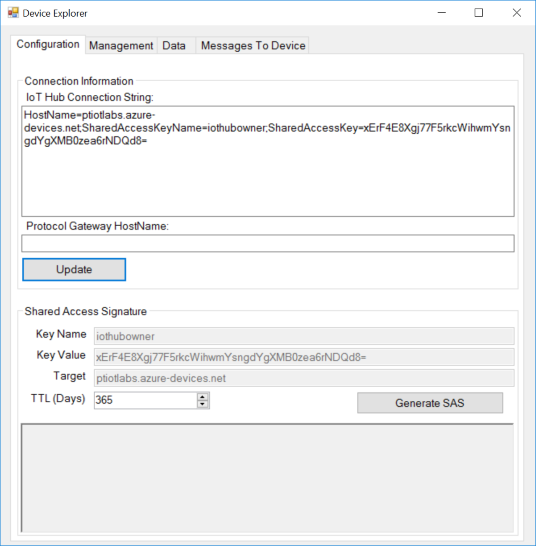 Device Explorer
Configuration Management Data Messages To Device
Connection Information
IoT Hub Connection String:
HostName=ptiotlabs.azure-
devices.net;SharedAccessKeyName=iothubowner;SharedAccessKey=xErF4E8Xgj77F5rkcWihwmYsn
gdYgXMB0zea6rNDQd8=
Protocol Gateway HostName:
Update
Shared Access Signature
Key Name iothubowner
Key Value xErF4E8Xgj77F5rkcWihwmYsngdYgXMB0zea6rNDQd8=
Target ptiotlabs.azure-devices.net
TTL (Days) 365 Generate SAS